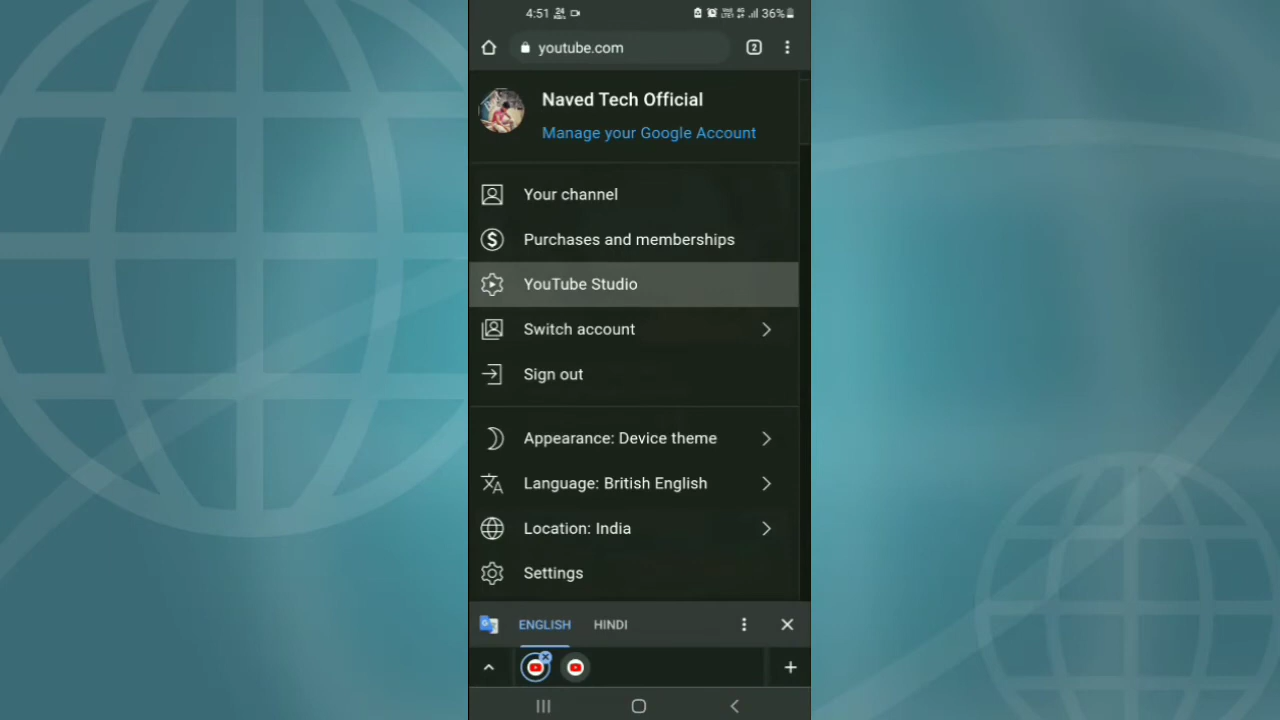 4:51
36%
youtube.com
2
Naved Tech Official
Manage your Google Account
Your channel
Purchases and memberships
YouTube Studio
Switch account
Sign out
Appearance: Device theme
Language: British English
Location: India
Settings
ENGLISH HINDI